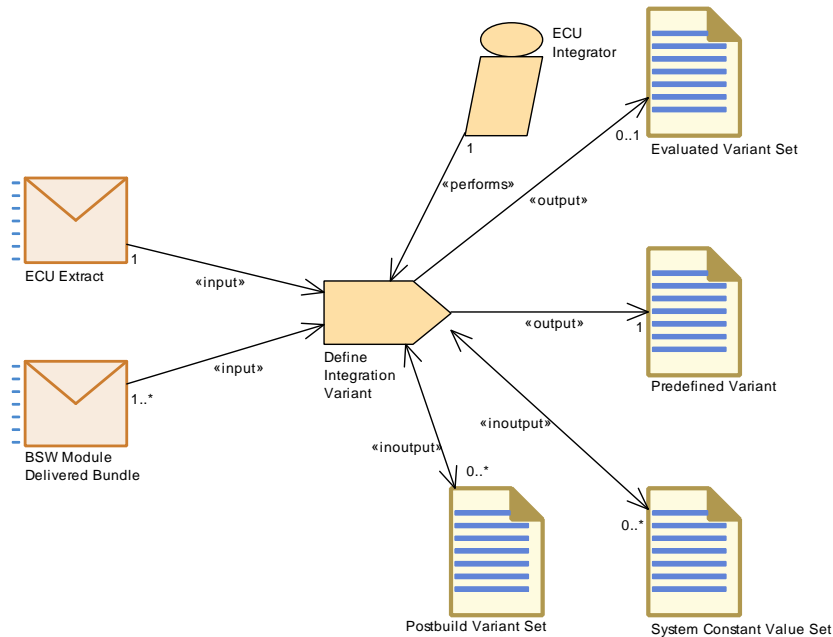 ECU
Integrator
1
0..1
Evaluated Variant Set
«performs»
«output»
1
ECU Extract
«input»
«output»
1
Define
Integration
Variant
Predefined Variant
«input»
1..*
BSW Module
Delivered Bundle
«inoutput»
«inoutput»
0..*
0..*
Postbuild Variant Set
System Constant Value Set